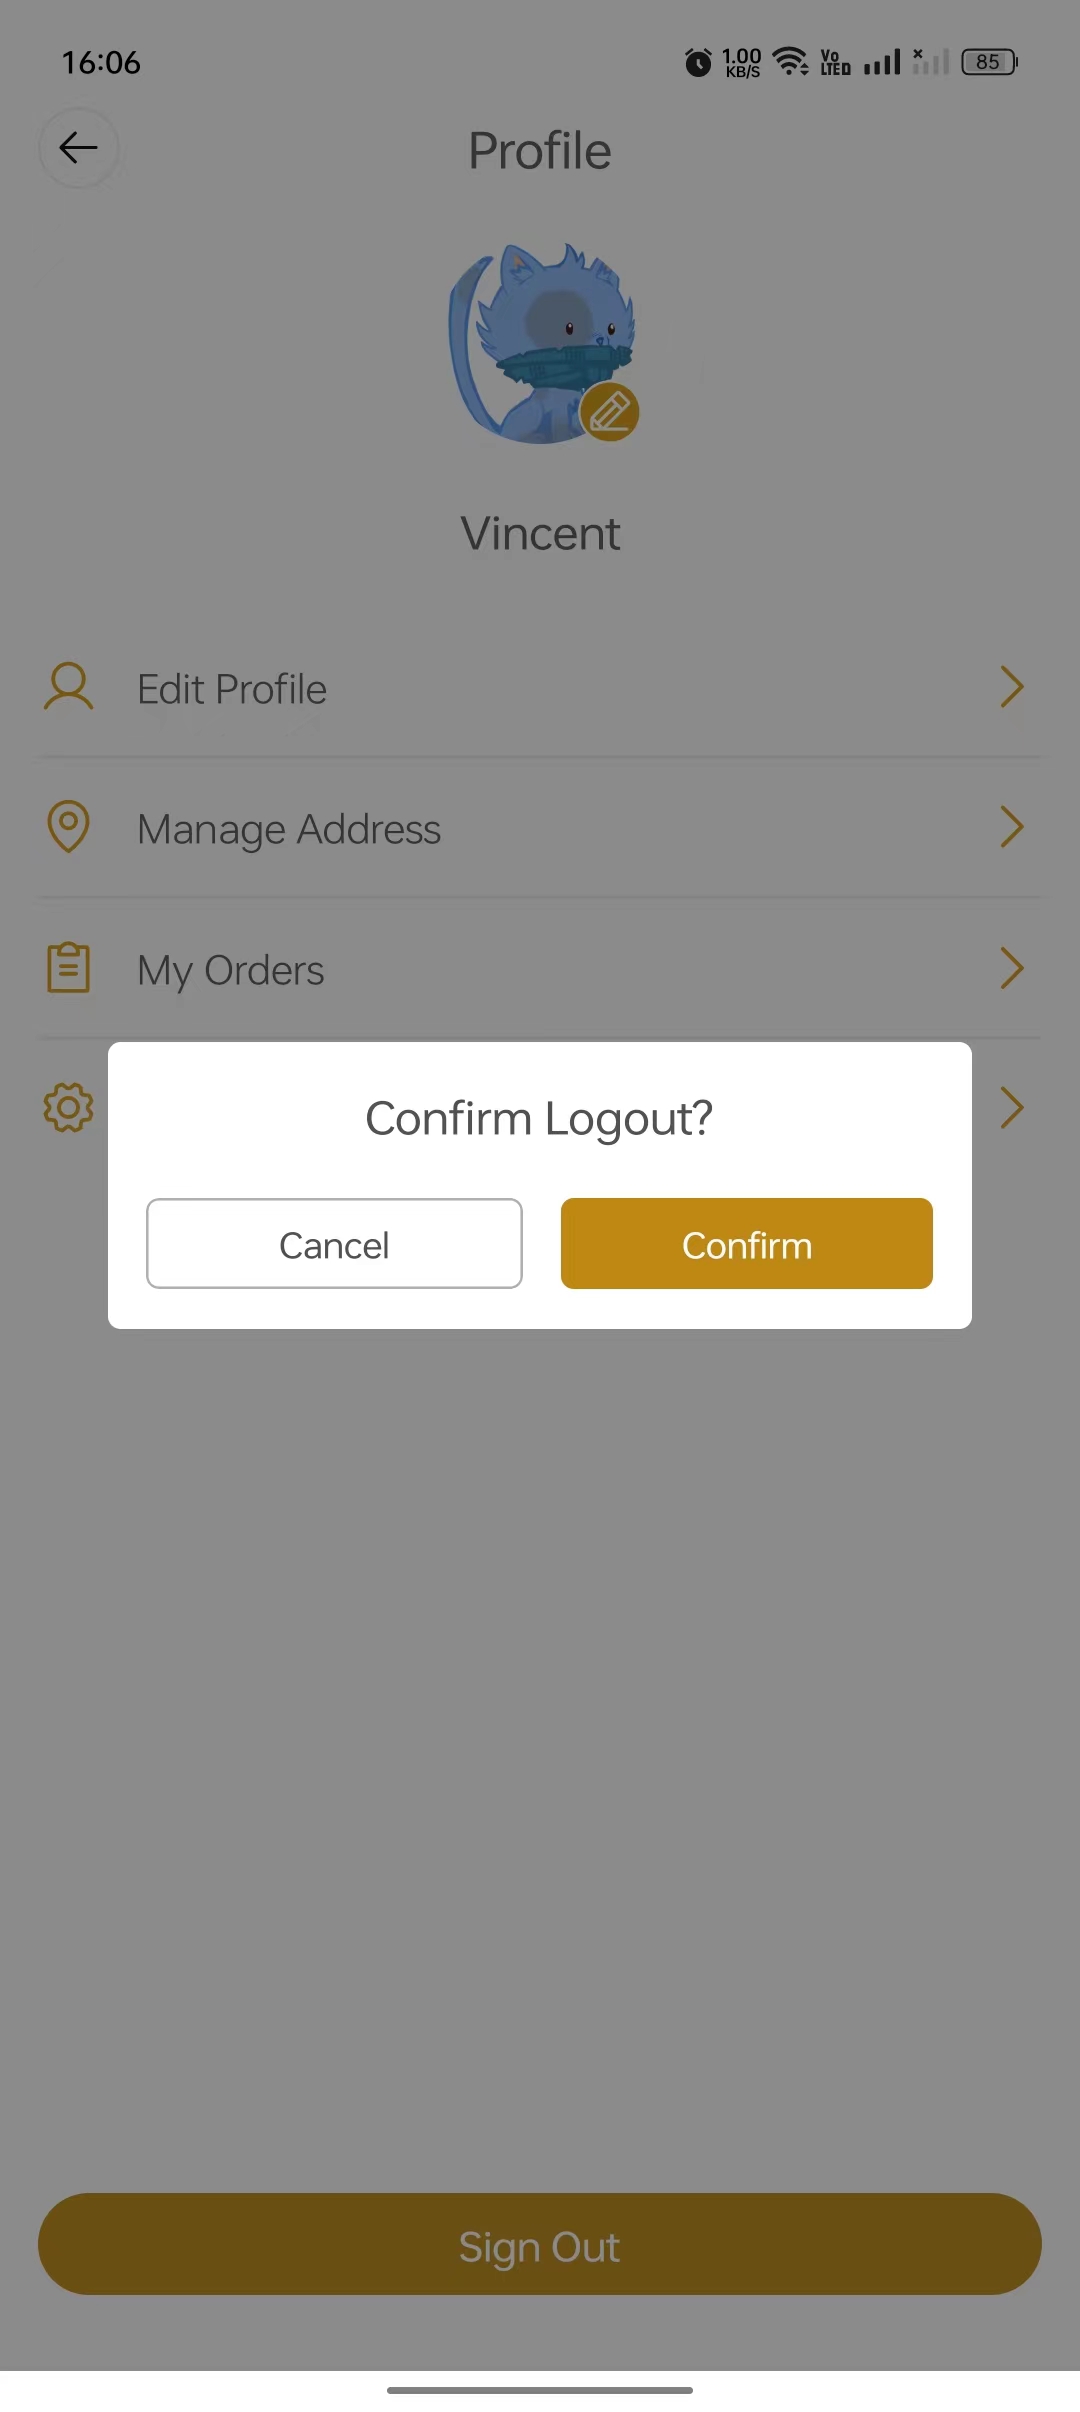 16:06
1.00
KB/S
Vo
LTED
85
Profile
Vincent
Edit Profile
Manage Address
My Orders
Confirm Logout?
Cancel
Confirm
Sign Out